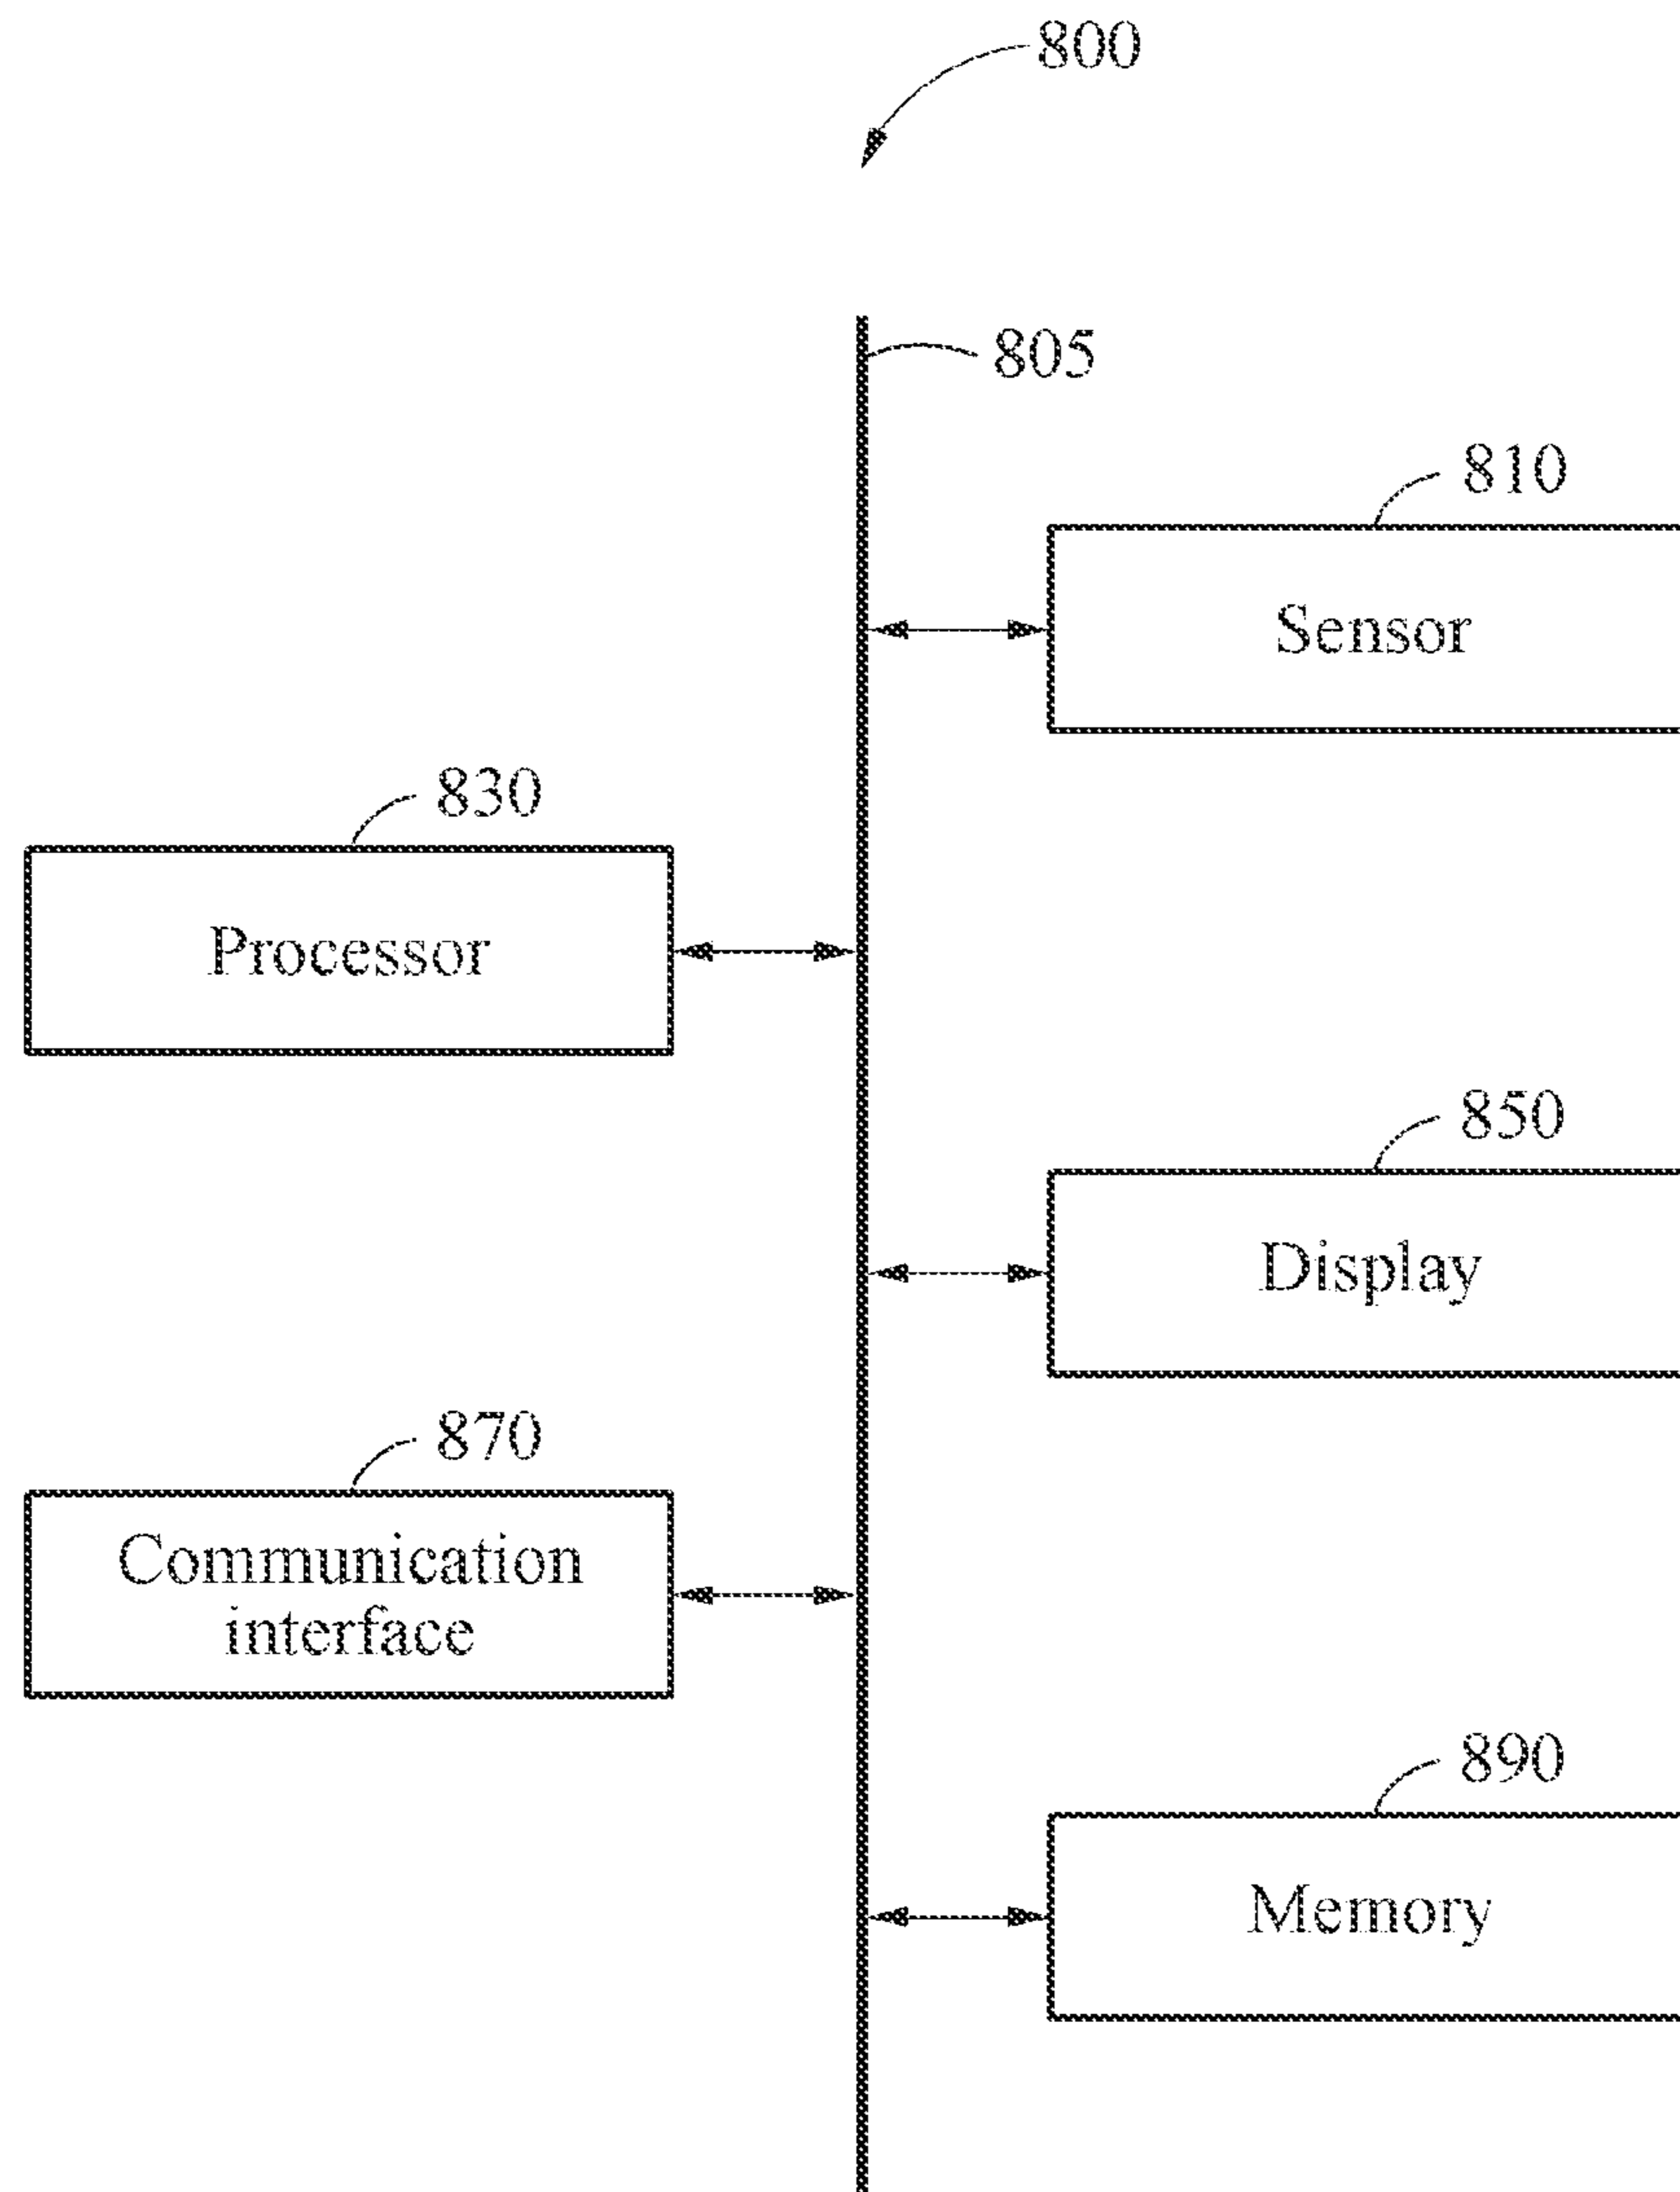 800
805
810
Sensor
830
Processor
850
Display
870
Communication
interface
890
Memory